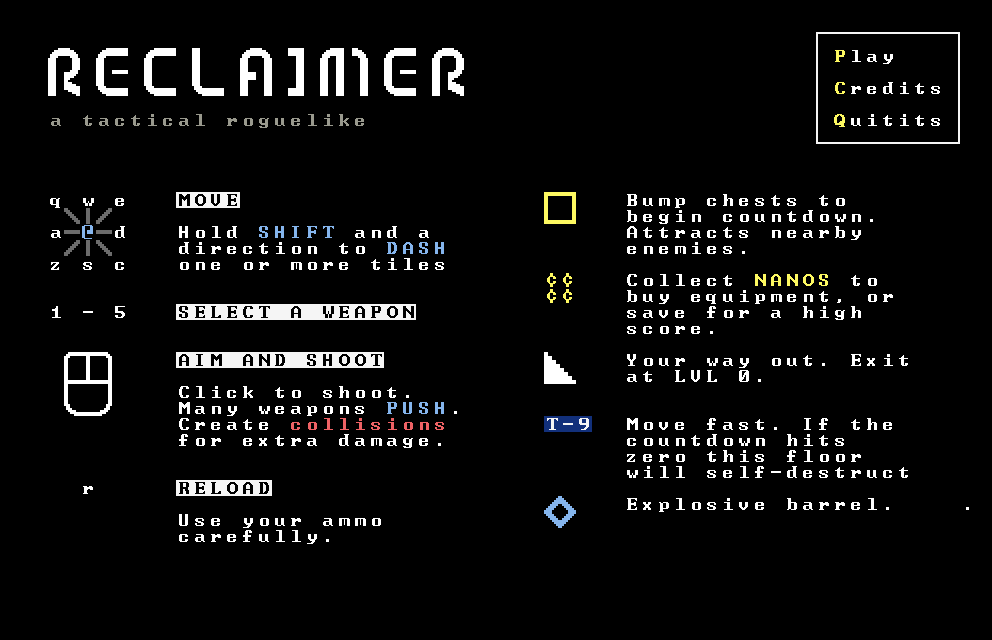 RECLAIMER
a tactical roguelike
Play
Credits
Quitits
q w e
a @ d
z s c
MOVE
Hold SHIFT and a
direction to DASH
one or more tiles
1 - 5
SELECT A WEAPON
AIM AND SHOOT
Click to shoot.
Many weapons PUSH.
Create collisions
for extra damage.
r
RELOAD
Use your ammo
carefully.
Bump chests to
begin countdown.
Attracts nearby
enemies.
¢¢
¢¢
Collect NANOS to
buy equipment, or
save for a high
score.
Your way out. Exit
at LVL 0.
T-9
Move fast. If the
countdown hits
zero this floor
will self-destruct
Explosive barrel. .